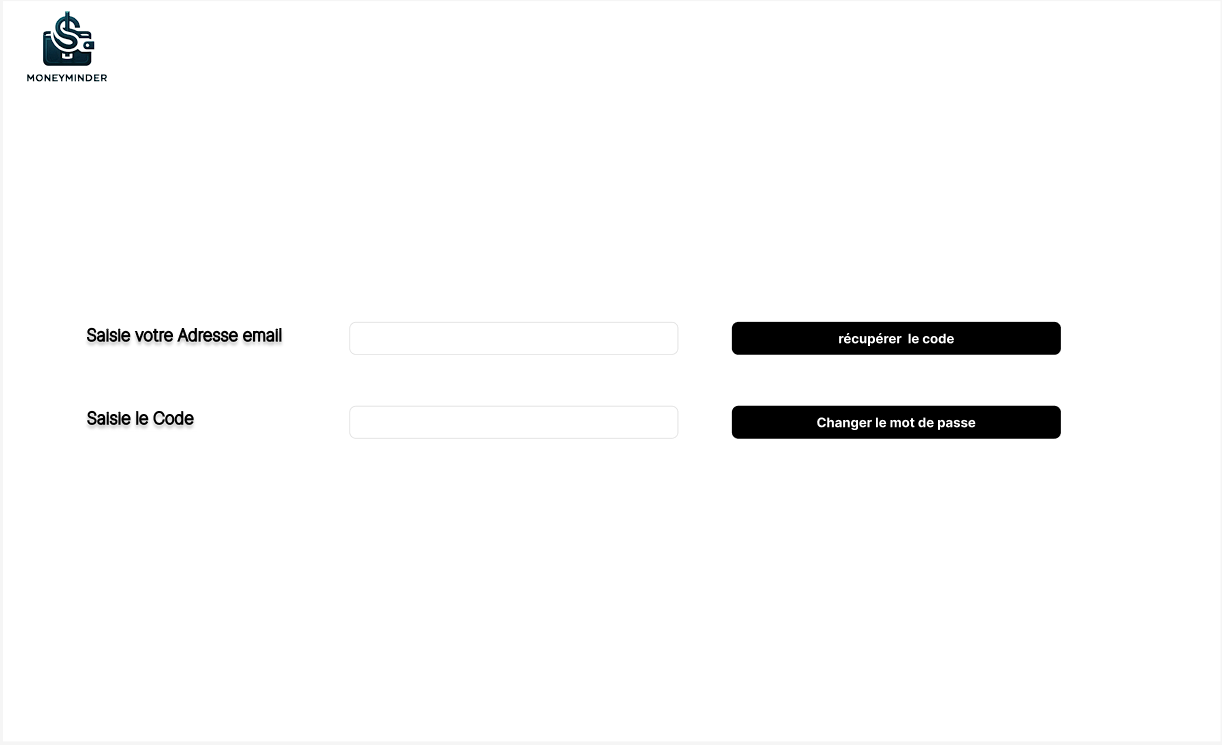 MONEYMINDER
Saisie votre Adresse email
récupérer le code
Saisie le Code
Changer le mot de passe